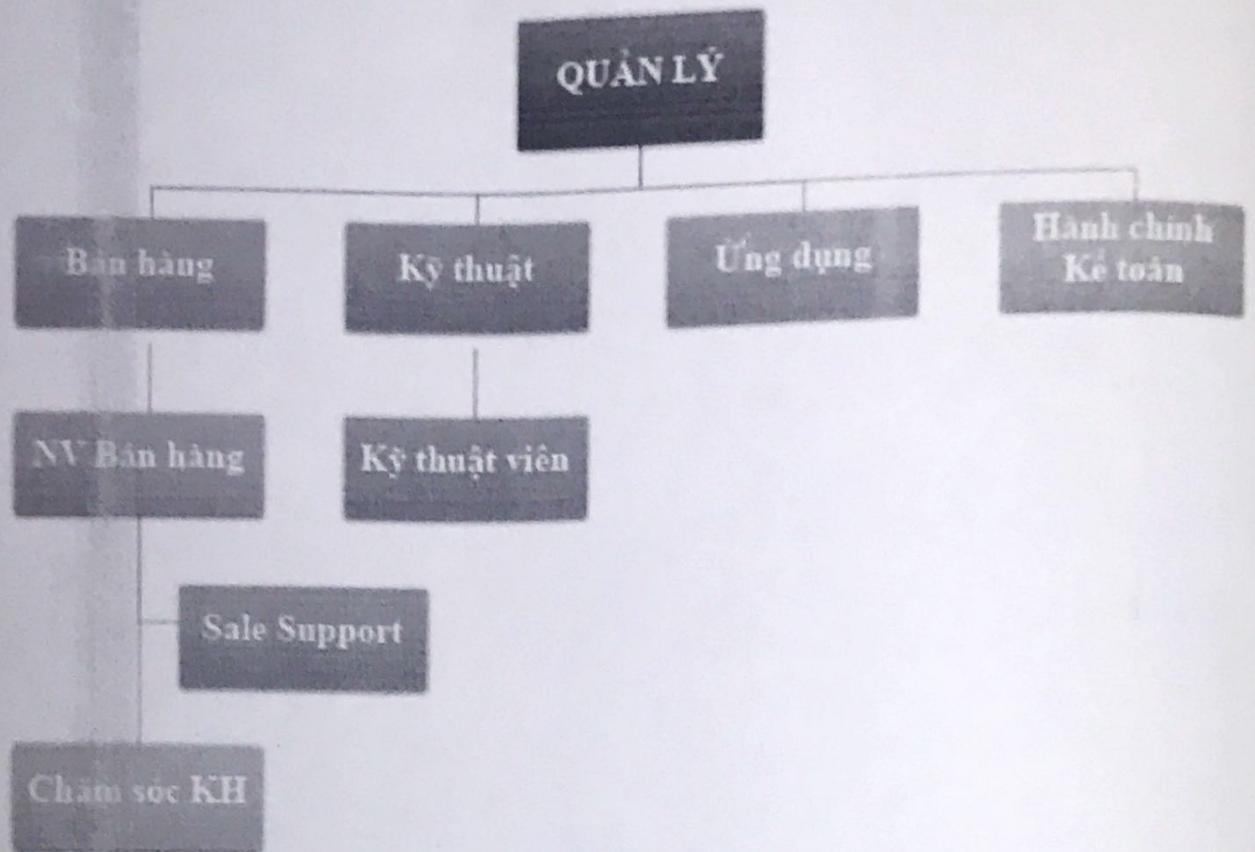 QUẢN LÝ
Bán hàng
Kỹ thuật
Ứng dụng
Hành chính
Kế toán
NV Bán hàng
Kỹ thuật viên
Sale Support
Chăm sóc KH